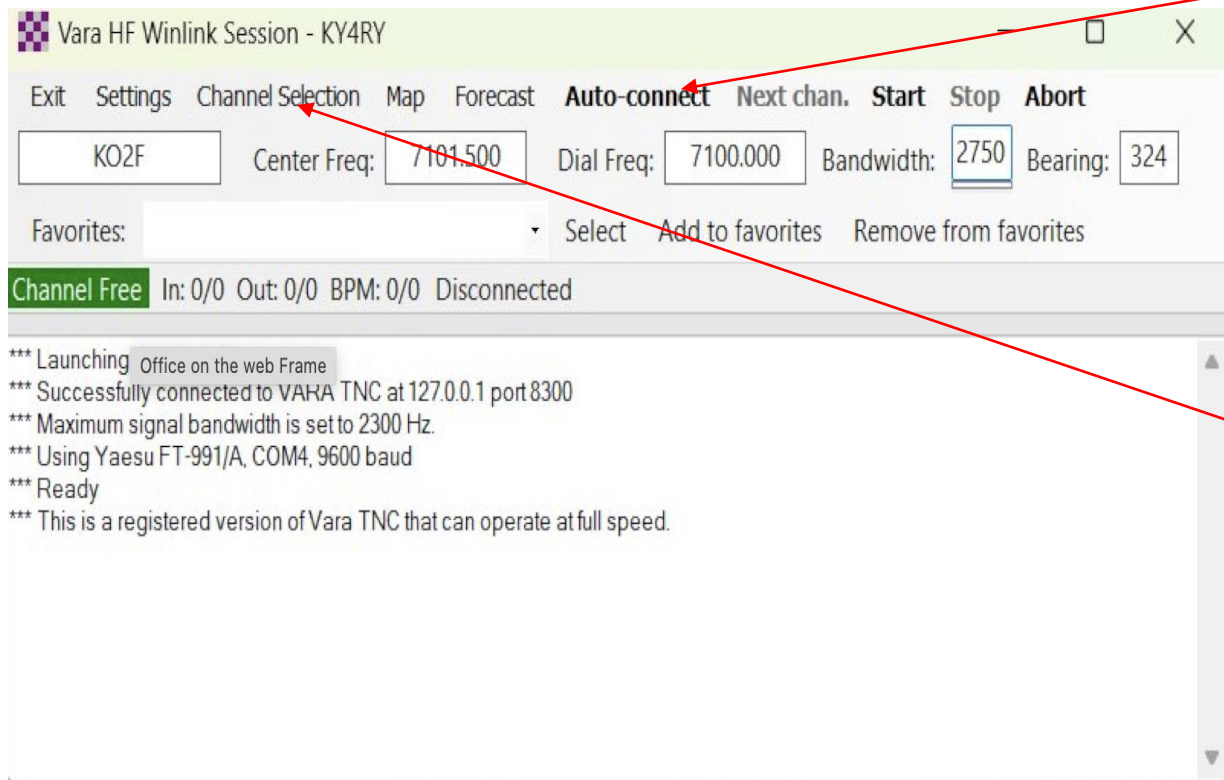 Vara HF Winlink Session - KY4RY
Exit Settings Channel Selection Map Forecast Auto-connect Next chan. Start Stop Abort
KO2F Center Freq: 7101.500 Dial Freq: 7100.000 Bandwidth: 2750 Bearing: 324
Favorites: Select Add to favorites Remove from favorites
Channel Free In: 0/0 Out: 0/0 BPM: 0/0 Disconnected
*** Launching
Office on the web Frame
*** Successfully connected to VARA TNC at 127.0.0.1 port 8300
*** Maximum signal bandwidth is set to 2300 Hz.
*** Using Yaesu FT-991/A, COM4, 9600 baud
*** Ready
*** This is a registered version of Vara TNC that can operate at full speed.